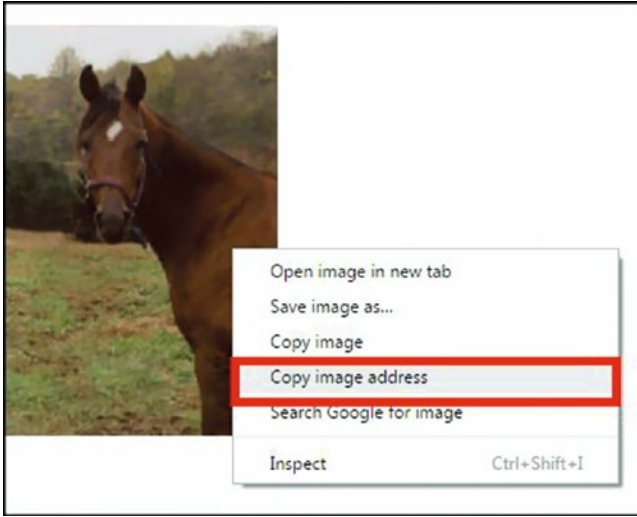 Open image in new tab
Save image as...
Copy image
Copy image address
Search Google for image
Inspect Ctrl+Shift+I